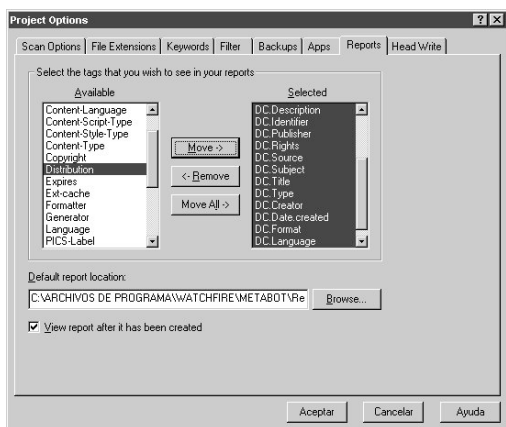 Project Options
Scan Options File Extensions Keywords Filter Backups Apps Reports Head Write
Select the tags that you wish to see in your reports
Available
Content-Language
Content-Script-Type
Content-Style-Type
Content-Type
Copyright
Distribution
Expires
Ext-cache
Formatter
Generator
Language
PICS-Label
Move ->
<- Remove
Move All ->
Selected
DC.Description
DC.Identifier
DC.Publisher
DC.Rights
DC.Source
DC.Subject
DC.Title
DC.Type
DC.Creator
DC.Date.created
DC.Format
DC.Language
Default report location:
C:\ARCHIVOS DE PROGRAMA\WATCHFIRE\METABOT\Re Browse...
View report after it has been created
Aceptar Cancelar Ayuda